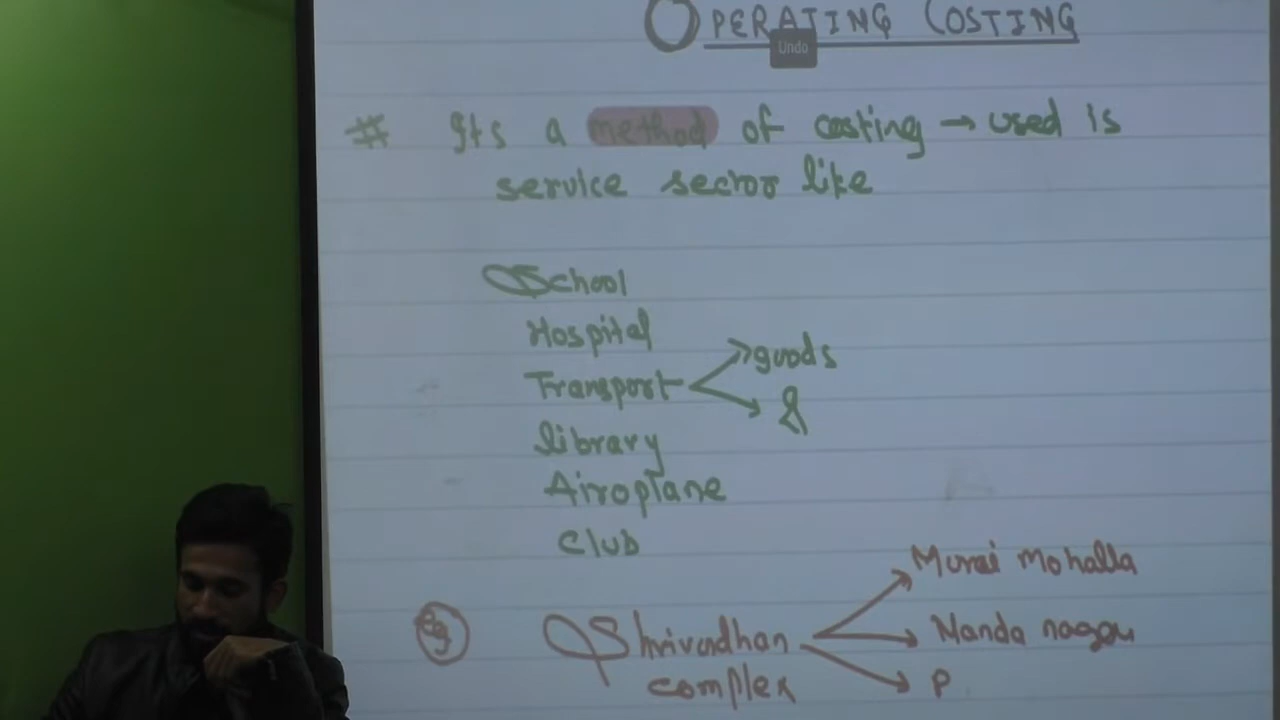 OPERATING COSTING
Undo
# Its a method of costing → used is
service sector like
School
Hospital
Transport → goods
→ &
library
Airoplane
Club
eg Shrivardhan → Murai Mohalla
→ Nanda nagar
complex → P